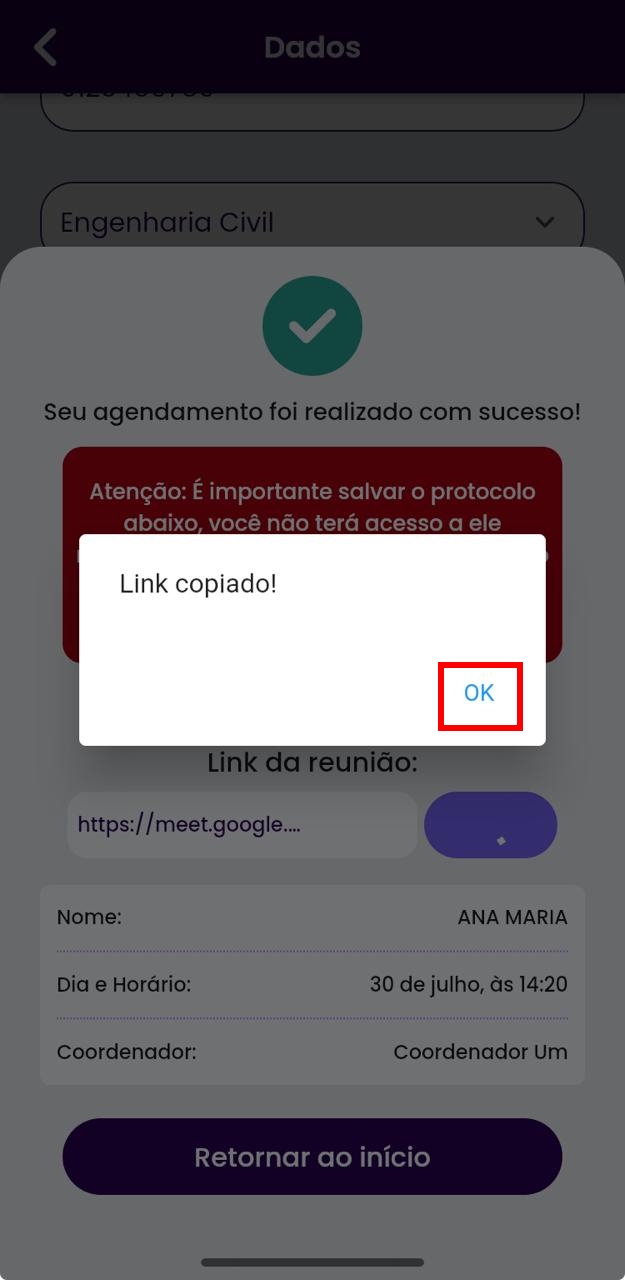 Dados
Engenharia Civil
Seu agendamento foi realizado com sucesso!
Atenção: É importante salvar o protocolo
abaixo, você não terá acesso a ele
Link copiado!
OK
Link da reunião:
https://meet.google....
Nome: ANA MARIA
Dia e Horário: 30 de julho, às 14:20
Coordenador: Coordenador Um
Retornar ao início